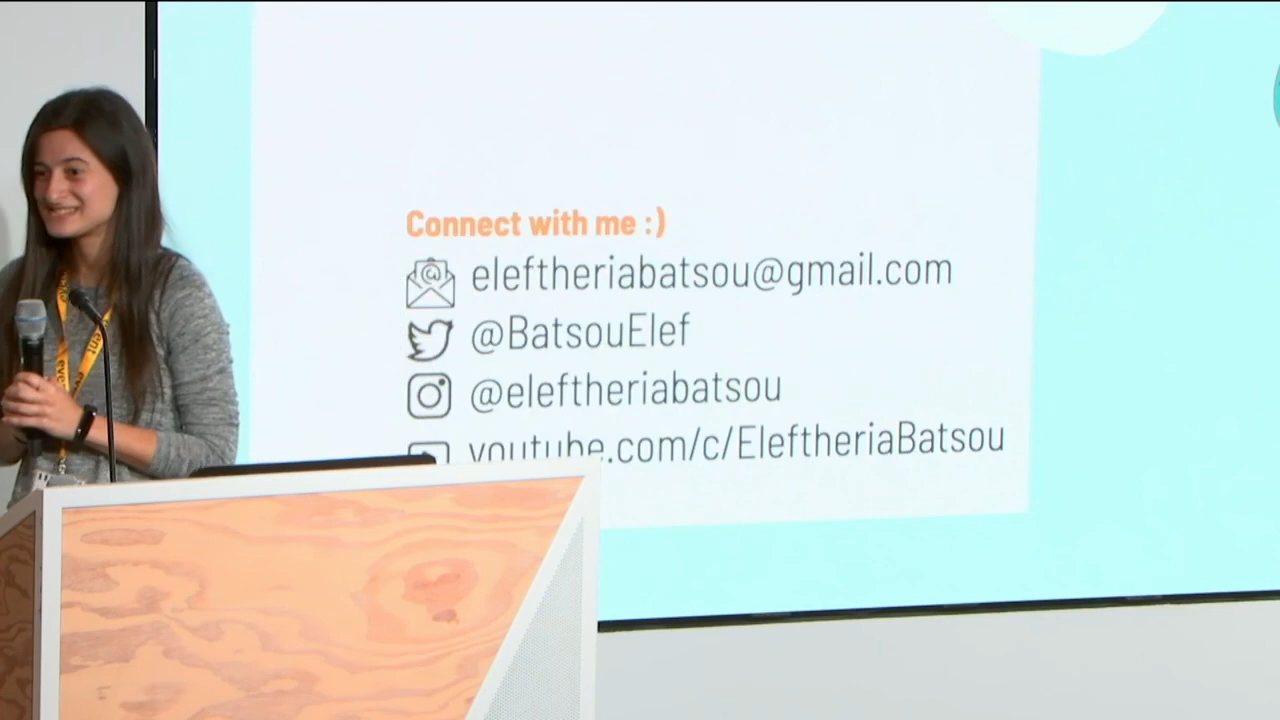 Connect with me :)
eleftheriabatsou@gmail.com
@BatsouElef
@eleftheriabatsou
youtube.com/c/EleftheriaBatsou